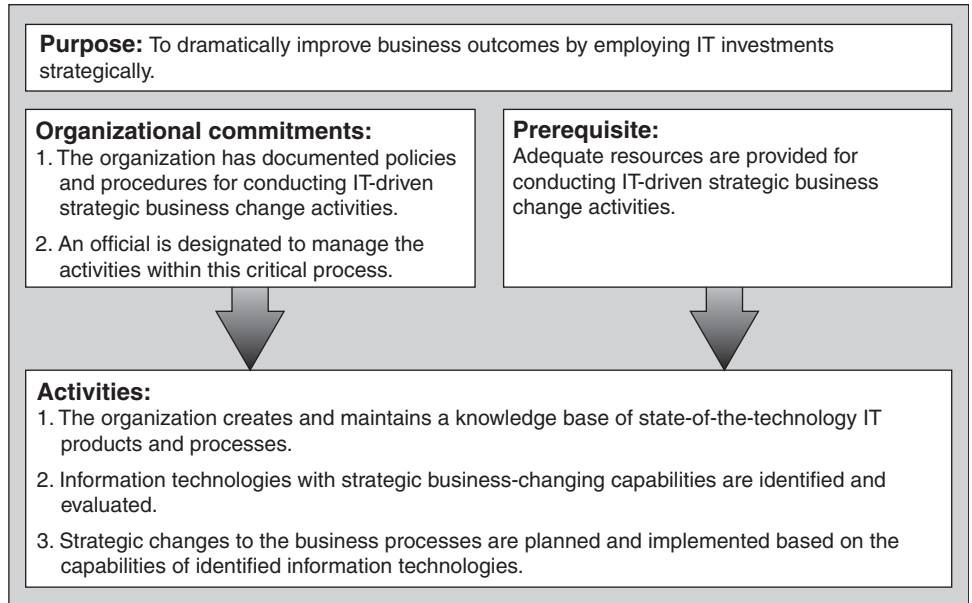 Purpose: To dramatically improve business outcomes by employing IT investments
strategically.
Organizational commitments:
1. The organization has documented policies
and procedures for conducting IT-driven
strategic business change activities.
2. An official is designated to manage the
activities within this critical process.
Prerequisite:
Adequate resources are provided for
conducting IT-driven strategic business
change activities.
Activities:
1. The organization creates and maintains a knowledge base of state-of-the-technology IT
products and processes.
2. Information technologies with strategic business-changing capabilities are identified and
evaluated.
3. Strategic changes to the business processes are planned and implemented based on the
capabilities of identified information technologies.